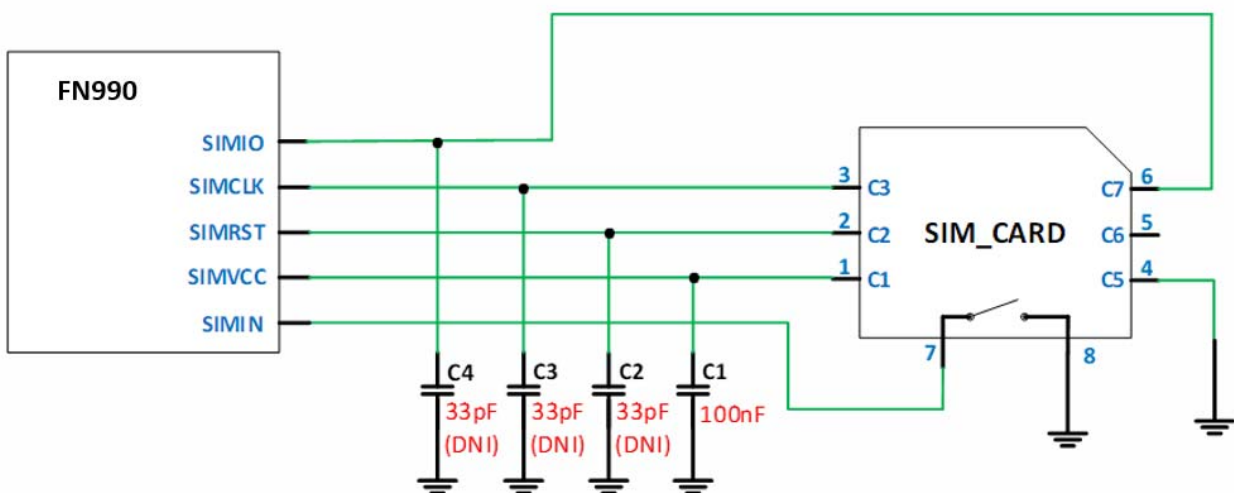 FN990
SIMIO
SIMCLK
SIMRST
SIMVCC
SIMIN
3 C3
2 C2
1 C1
SIM_CARD
C7 6
C6 5
C5 4
7
8
C4
33pF
(DNI)
C3
33pF
(DNI)
C2
33pF
(DNI)
C1
100nF